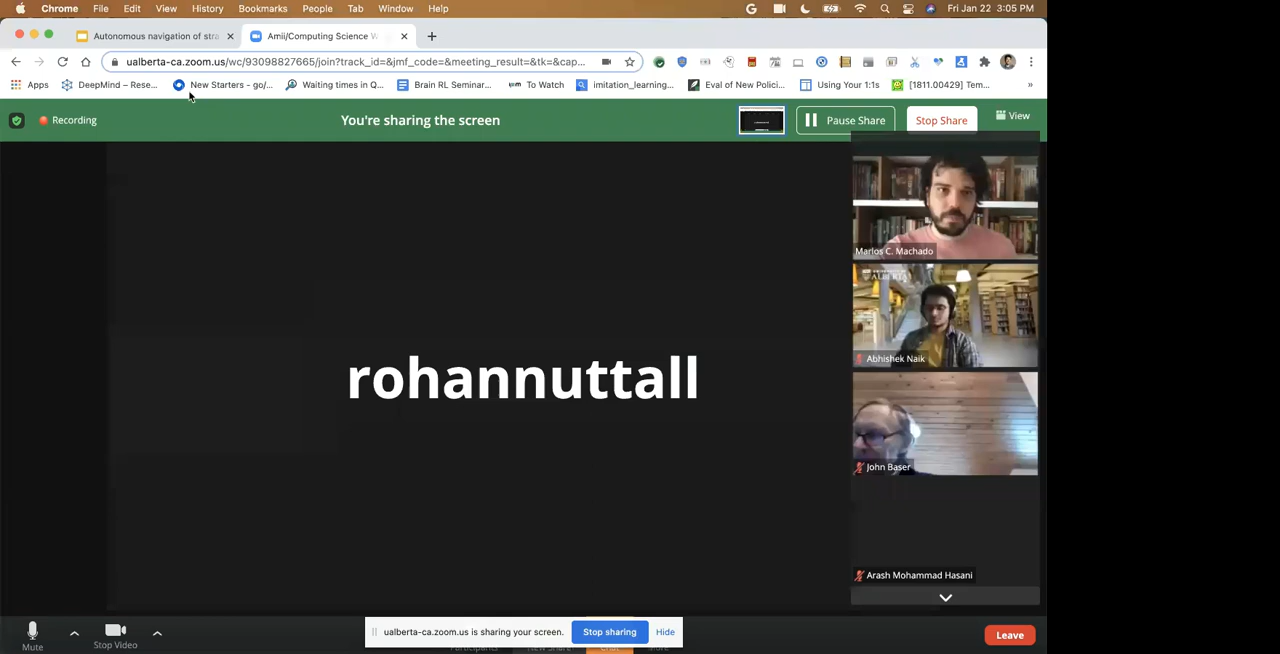 Chrome File Edit View History Bookmarks People Tab Window Help Fri Jan 22 3:05 PM
Autonomous navigation of stra
Amii/Computing Science W
ualberta-ca.zoom.us/wc/93098827665/join?track_id=&jmf_code=&meeting_result=&tk=&cap...
Apps DeepMind – Rese... New Starters - go/... Waiting times in Q... Brain RL Seminar... To Watch imitation_learning... Eval of New Polici... Using Your 1:1s [1811.00429] Tem... »
Recording
You're sharing the screen
Pause Share
Stop Share
View
Marlos C. Machado
ALBERTA
Abhishek Naik
rohannuttall
John Baser
Arash Mohammad Hasani
ualberta-ca.zoom.us is sharing your screen. Stop sharing Hide
Mute
Stop Video
Participants
Leave